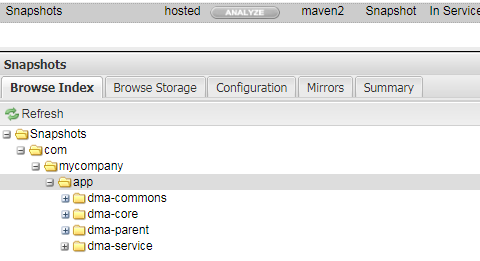 Snapshots hosted ANALYZE maven2 Snapshot In Service
Snapshots
Browse Index Browse Storage Configuration Mirrors Summary
Refresh
Snapshots
com
mycompany
app
dma-commons
dma-core
dma-parent
dma-service